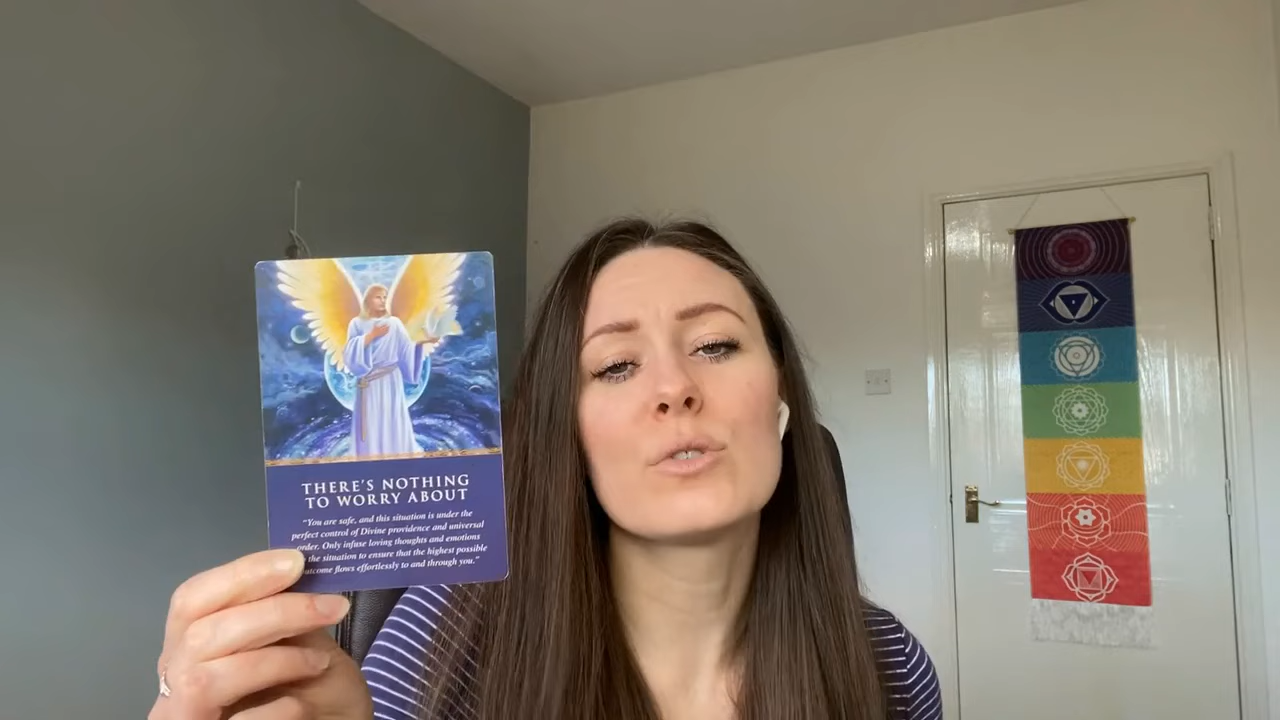 THERE'S NOTHING
TO WORRY ABOUT
"You are safe, and this situation is under the
perfect control of Divine providence and universal
order. Only infuse loving thoughts and emotions
the situation to ensure that the highest possible
outcome flows effortlessly to and through you."